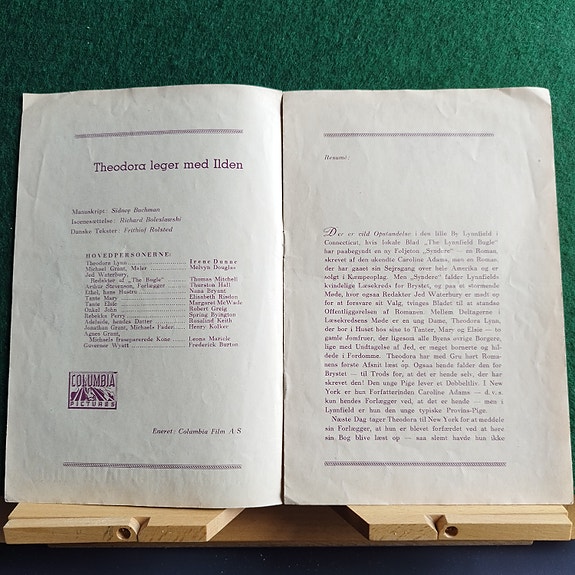 Theodora leger med Ilden
Manuskript: Sidney Buchman
Iscenesættelse: Richard Boleslawski
Danske Tekster: Frithiof Rolsted
HOVEDPERSONERNE:
Theodora Lynn Irene Dunne
Michael Grant, Maler Melvyn Douglas
Jed Waterbury,
Redaktør af „The Bugle" Thomas Mitchell
Arthur Stevenson, Forlægger Thurston Hall
Ethel, hans Hustru Nana Bryant
Tante Mary Elisabeth Risdon
Tante Elsie Margaret McWade
Onkel John Robert Greig
Rebekka Perry Spring Byington
Adelaide, hendes Datter Rosalind Keith
Jonathan Grant, Michaels Fader Henry Kolker
Agnes Grant,
Michaels fraseparerede Kone Leona Maricle
Guvernør Wyatt Frederick Burton
COLUMBIA
PICTURES
Eneret: Columbia Film A/S
Resumé:
Der er vild Opstandelse i den lille By Lynnfield i
Connecticut, hvis lokale Blad „The Lynnfield Bugle"
har paabegyndt en ny Føljeton „Syndere" — en Roman,
skrevet af den ukendte Caroline Adams, men en Roman,
der har gaaet sin Sejrsgang over hele Amerika og er
solgt i Kæmpeoplag. Men „Syndere" falder Lynnfields
kvindelige Læsekreds for Brystet, og paa et stormende
Møde, hvor ogsaa Redaktør Jed Waterbury er mødt op
for at forsvare sit Valg, tvinges Bladet til at standse
Offentliggørelsen af Romanen. Mellem Deltagerne i
Læsekredsens Møde er en ung Dame, Theodora Lynn,
der bor i Huset hos sine to Tanter, Mary og Elsie — to
gamle Jomfruer, der ligesom alle Byens øvrige Borgere,
lige med Undtagelse af Jed, er meget bornerte og hil-
dede i Fordomme. Theodora har med Gru hørt Roma-
nens første Afsnit læst op. Ogsaa hende falder den for
Brystet — til Trods for, at det er hende selv, der har
skrevet den! Den unge Pige lever et Dobbeltliv. I New
York er hun Forfatterinden Caroline Adams — d. v. s.
kun hendes Forlægger ved, at det er hende — men i
Lynnfield er hun den unge typiske Provins-Pige.
Næste Dag tager Theodora til New York for at meddele
sin Forlægger, at hun er blevet forfærdet ved at høre
sin Bog blive læst op — saa slemt havde hun ikke